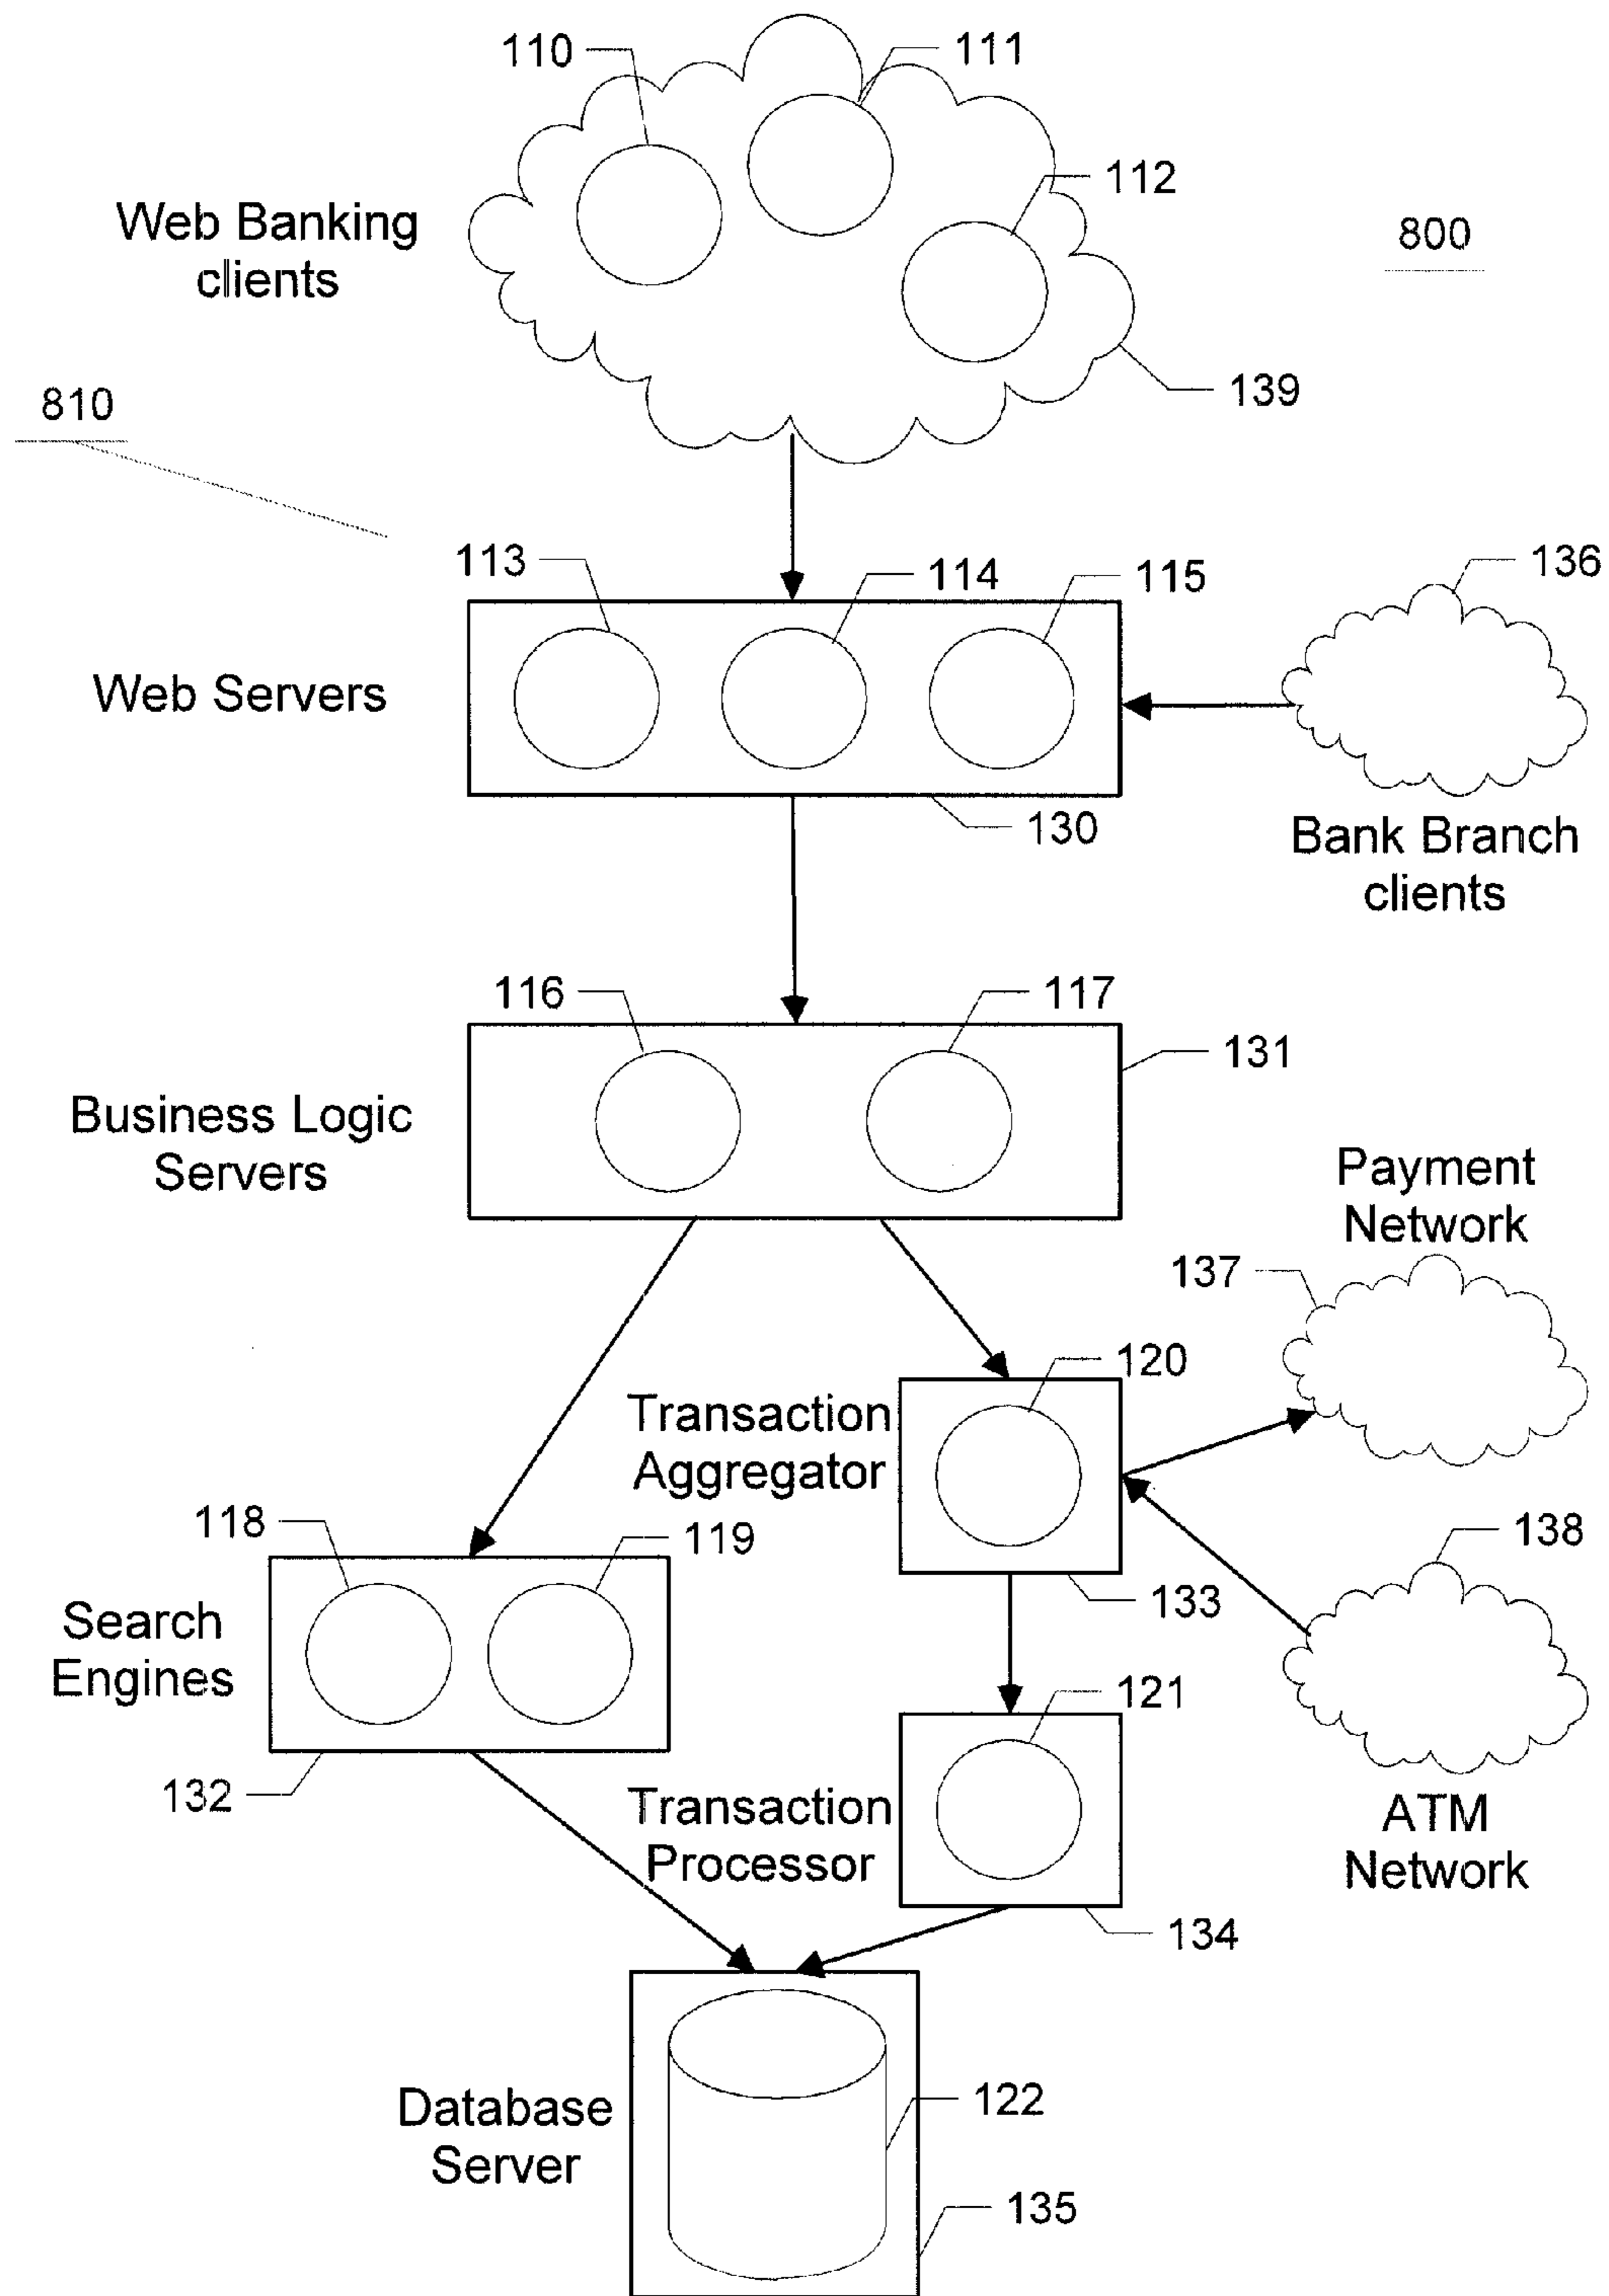 110
111
112
Web Banking
clients
800
139
810
113
114
115
136
Web Servers
130
Bank Branch
clients
116
117
131
Business Logic
Servers
Payment
Network
137
120
Transaction
Aggregator
118
119
138
133
Search
Engines
121
132
Transaction
Processor
ATM
Network
134
122
Database
Server
135